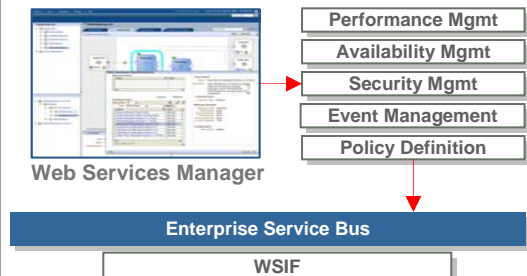 Performance Mgmt
Availability Mgmt
Security Mgmt
Event Management
Policy Definition
Web Services Manager
Enterprise Service Bus
WSIF